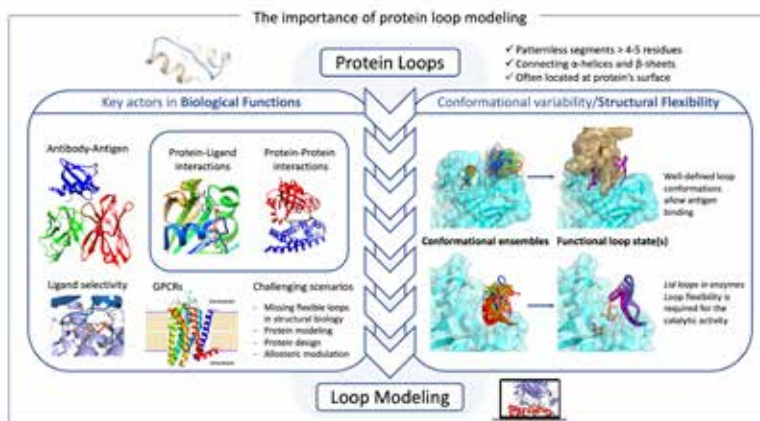 The importance of protein loop modeling
Protein Loops
✓ Patternless segments > 4-5 residues
✓ Connecting α-helices and β-sheets
✓ Often located at protein's surface
Key actors in Biological Functions
Antibody-Antigen
Protein-Ligand
interactions
Protein-Protein
interactions
Ligand selectivity
GPCRs
Challenging scenarios
- Missing flexible loops
in structural biology
- Protein modeling
- Protein design
- Allosteric modulation
Conformational variability/Structural Flexibility
Well-defined loop
conformations
allow antigen
binding
Conformational ensembles
Functional loop state(s)
Lid loops in enzymes
Loop flexibility is
required for the
catalytic activity
Loop Modeling